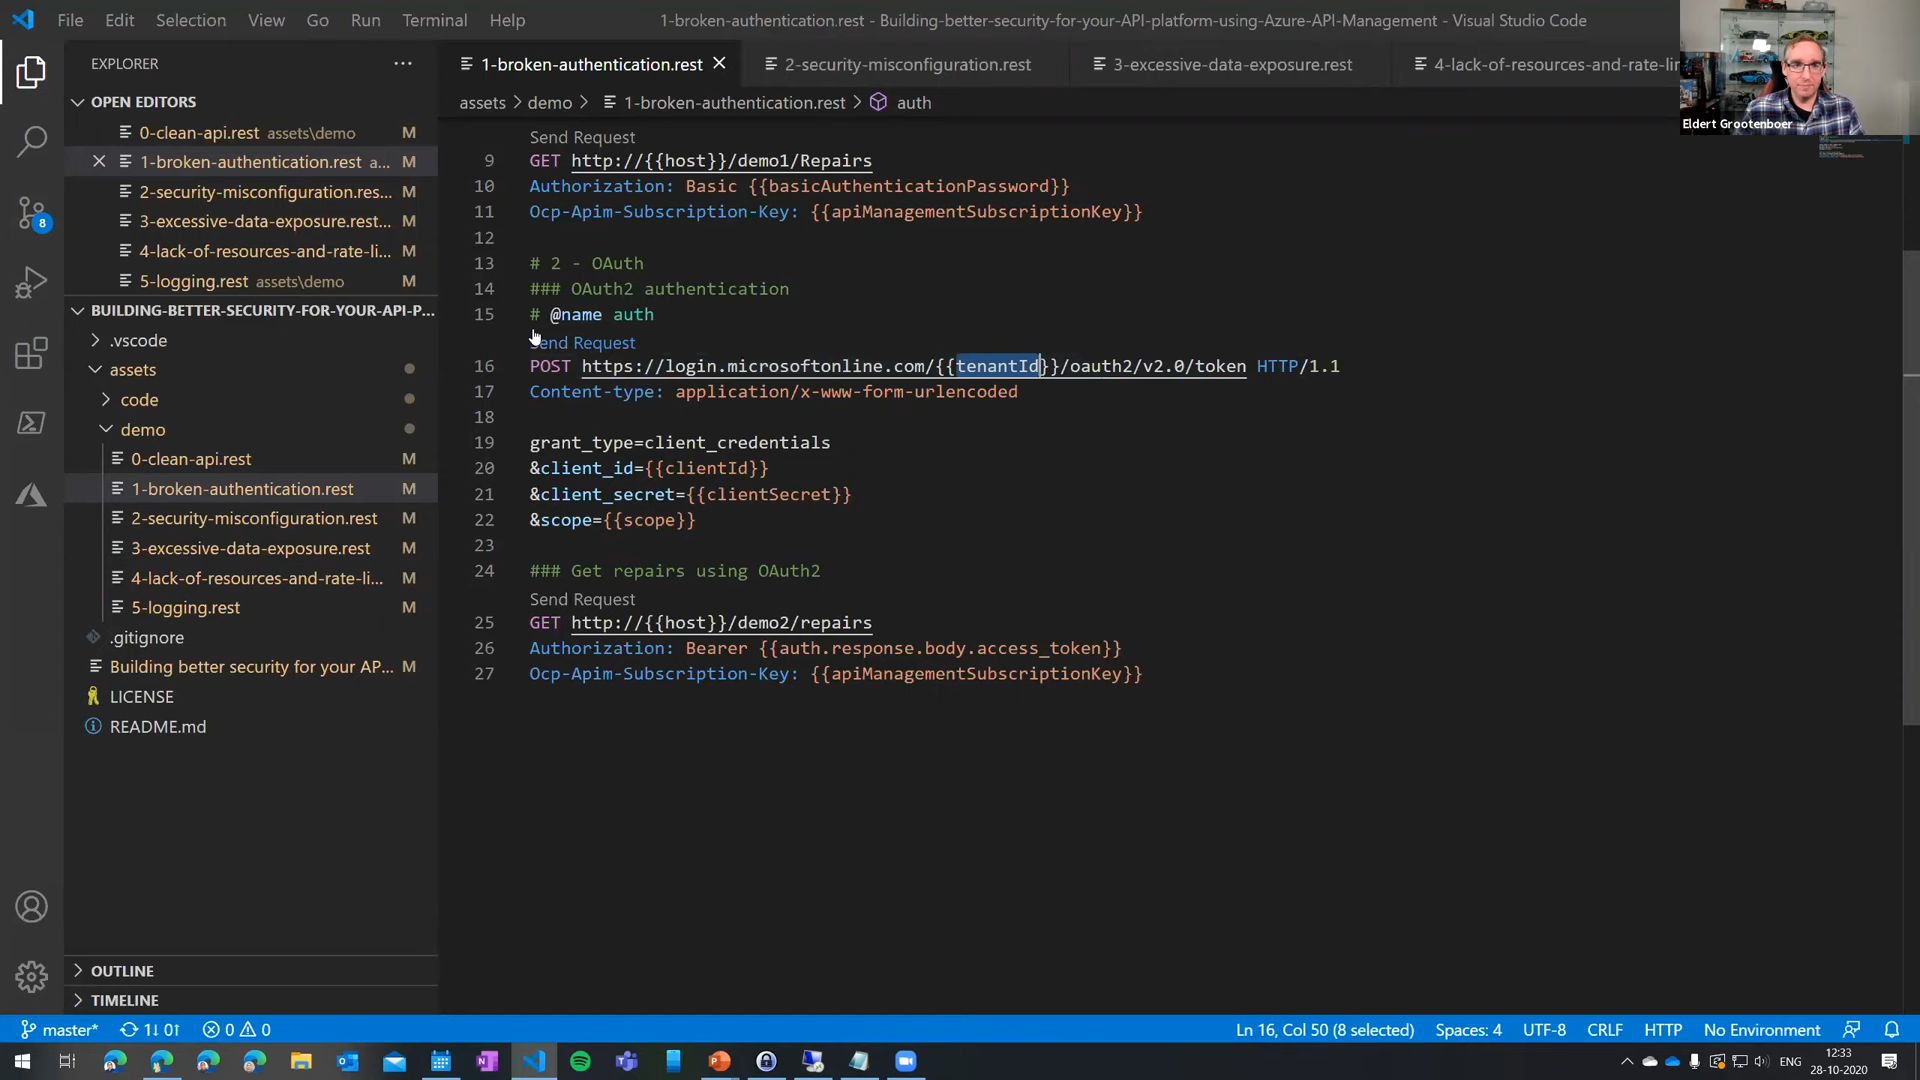 File Edit Selection View Go Run Terminal Help
1-broken-authentication.rest - Building-better-security-for-your-API-platform-using-Azure-API-Management - Visual Studio Code
Eldert Grootenboer
EXPLORER
OPEN EDITORS
0-clean-api.rest assets\demo M
1-broken-authentication.rest a... M
2-security-misconfiguration.res... M
3-excessive-data-exposure.rest... M
4-lack-of-resources-and-rate-li... M
5-logging.rest assets\demo M
BUILDING-BETTER-SECURITY-FOR-YOUR-API-P...
.vscode
assets
code
demo
0-clean-api.rest M
1-broken-authentication.rest M
2-security-misconfiguration.rest M
3-excessive-data-exposure.rest M
4-lack-of-resources-and-rate-li... M
5-logging.rest M
.gitignore
Building better security for your AP... M
LICENSE
README.md
OUTLINE
TIMELINE
8
1-broken-authentication.rest
2-security-misconfiguration.rest
3-excessive-data-exposure.rest
4-lack-of-resources-and-rate-lir
assets > demo > 1-broken-authentication.rest > auth
Send Request
9 GET http://{{host}}/demo1/Repairs
10 Authorization: Basic {{basicAuthenticationPassword}}
11 Ocp-Apim-Subscription-Key: {{apiManagementSubscriptionKey}}
12
13 # 2 - OAuth
14 ### OAuth2 authentication
15 # @name auth
Send Request
16 POST https://login.microsoftonline.com/{{tenantId}}/oauth2/v2.0/token HTTP/1.1
17 Content-type: application/x-www-form-urlencoded
18
19 grant_type=client_credentials
20 &client_id={{clientId}}
21 &client_secret={{clientSecret}}
22 &scope={{scope}}
23
24 ### Get repairs using OAuth2
Send Request
25 GET http://{{host}}/demo2/repairs
26 Authorization: Bearer {{auth.response.body.access_token}}
27 Ocp-Apim-Subscription-Key: {{apiManagementSubscriptionKey}}
master* 1↓ 0↑ 0 0
Ln 16, Col 50 (8 selected) Spaces: 4 UTF-8 CRLF HTTP No Environment
ENG
12:33
28-10-2020